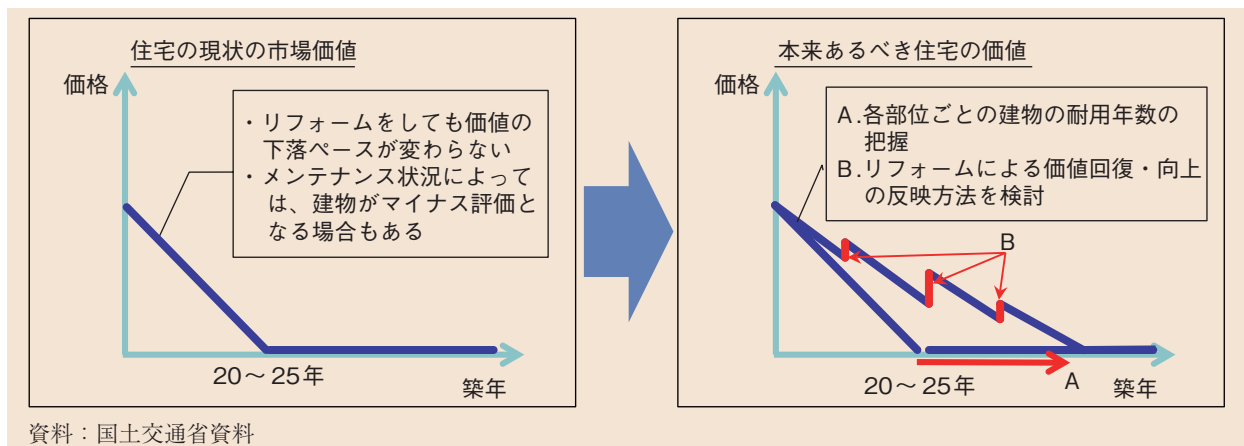 住宅の現状の市場価値
価格
・リフォームをしても価値の
下落ペースが変わらない
・メンテナンス状況によって
は、建物がマイナス評価と
なる場合もある
20～25年
築年
本来あるべき住宅の価値
価格
A.各部位ごとの建物の耐用年数の
把握
B.リフォームによる価値回復・向上
の反映方法を検討
B
A
20～25年
築年
資料：国土交通省資料